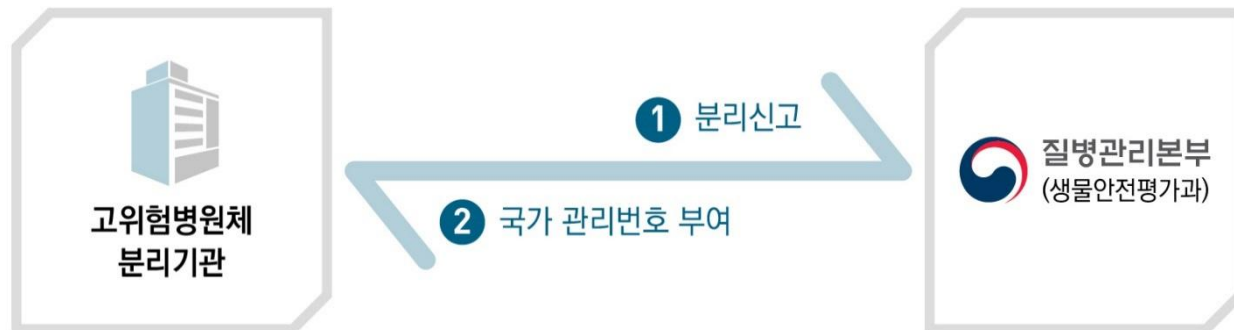 고위험병원체
분리기관
1 분리신고
2 국가 관리번호 부여
질병관리본부
(생물안전평가과)